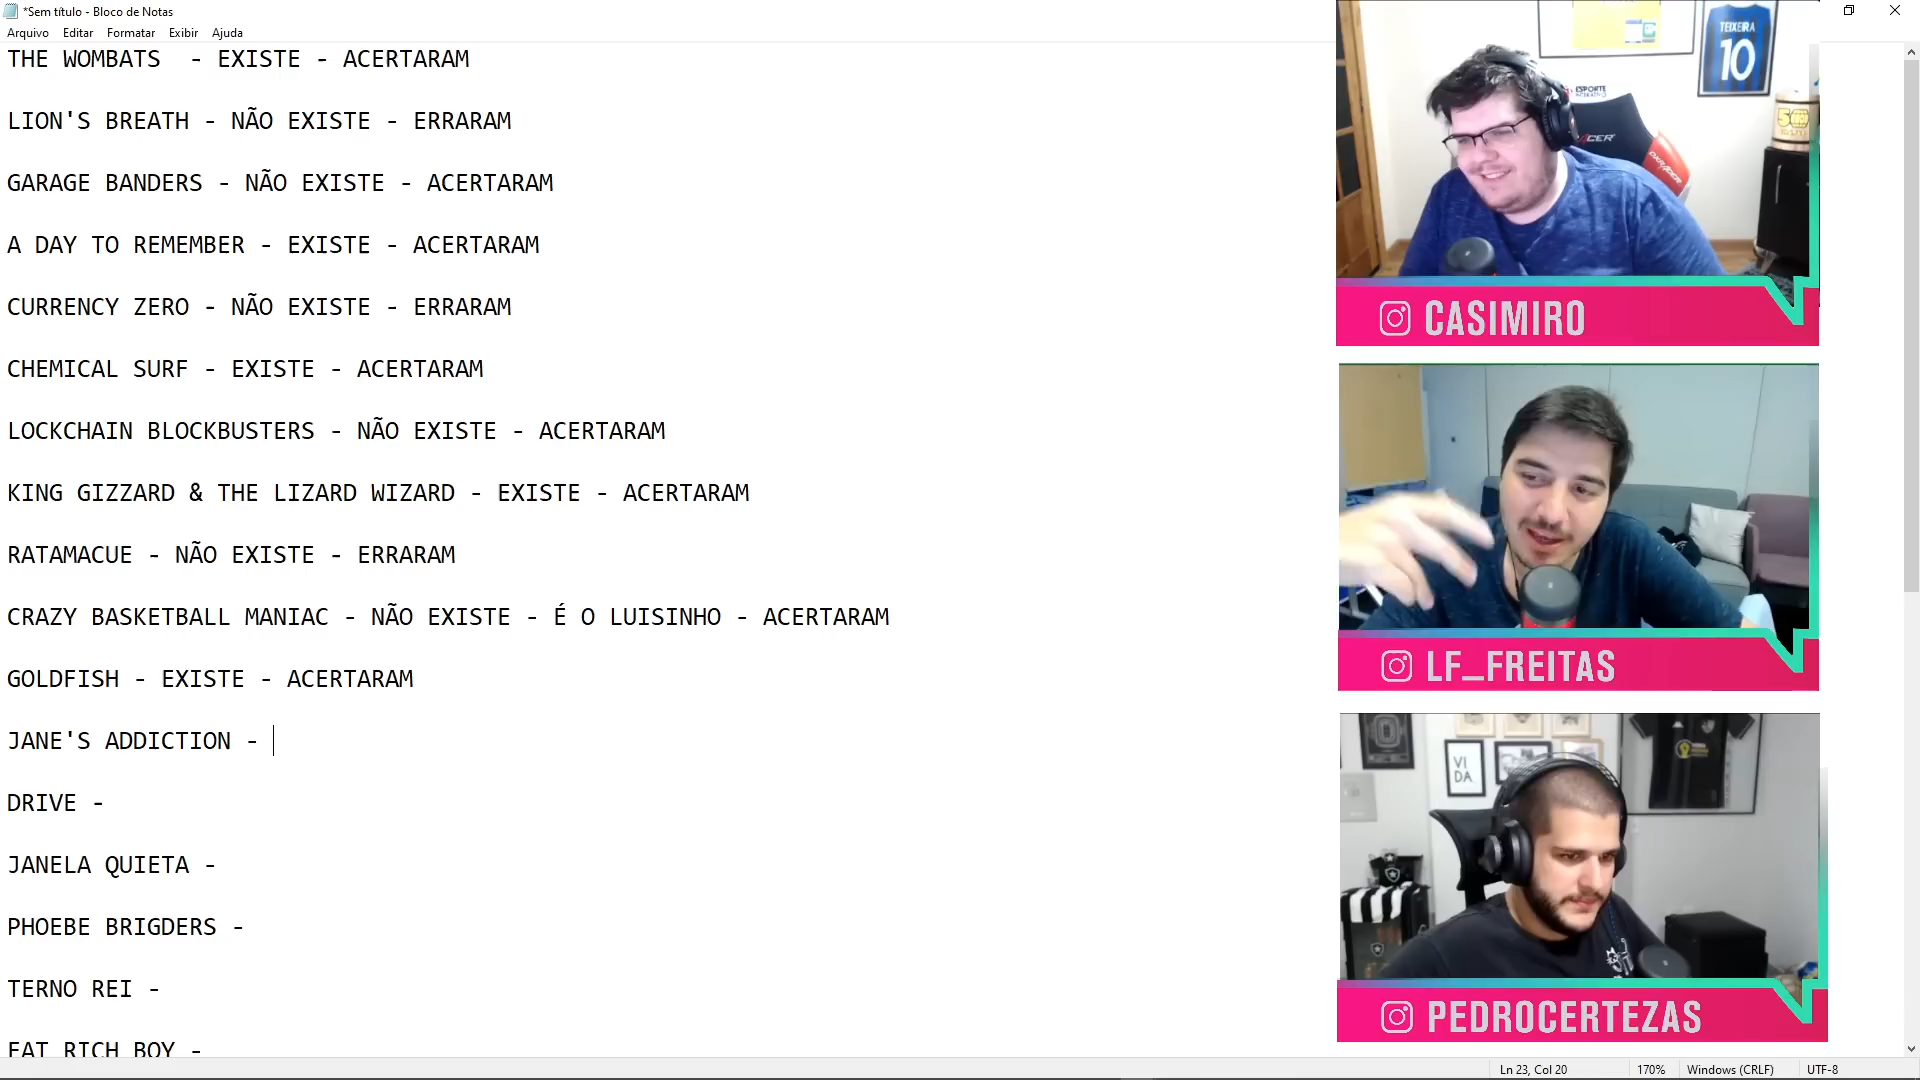 *Sem título - Bloco de Notas
Arquivo Editar Formatar Exibir Ajuda
THE WOMBATS  - EXISTE - ACERTARAM
LION'S BREATH - NÃO EXISTE - ERRARAM
GARAGE BANDERS - NÃO EXISTE - ACERTARAM
A DAY TO REMEMBER - EXISTE - ACERTARAM
CURRENCY ZERO - NÃO EXISTE - ERRARAM
CHEMICAL SURF - EXISTE - ACERTARAM
LOCKCHAIN BLOCKBUSTERS - NÃO EXISTE - ACERTARAM
KING GIZZARD & THE LIZARD WIZARD - EXISTE - ACERTARAM
RATAMACUE - NÃO EXISTE - ERRARAM
CRAZY BASKETBALL MANIAC - NÃO EXISTE - É O LUISINHO - ACERTARAM
GOLDFISH - EXISTE - ACERTARAM
JANE'S ADDICTION -
DRIVE -
JANELA QUIETA -
PHOEBE BRIGDERS -
TERNO REI -
FAT RICH BOY -
TEIXEIRA
10
ESPORTE
CASIMIRO
LF_FREITAS
VI
DA
PEDROCERTEZAS
Ln 23, Col 20
170%
Windows (CRLF)
UTF-8